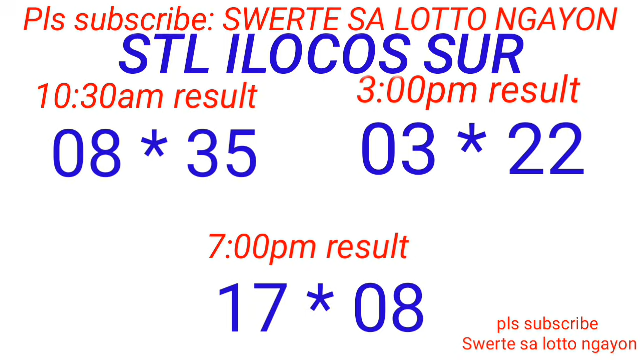 Pls subscribe: SWERTE SA LOTTO NGAYON
STL ILOCOS SUR
10:30am result
08 * 35
3:00pm result
03 * 22
7:00pm result
17 * 08
pls subscribe
Swerte sa lotto ngayon